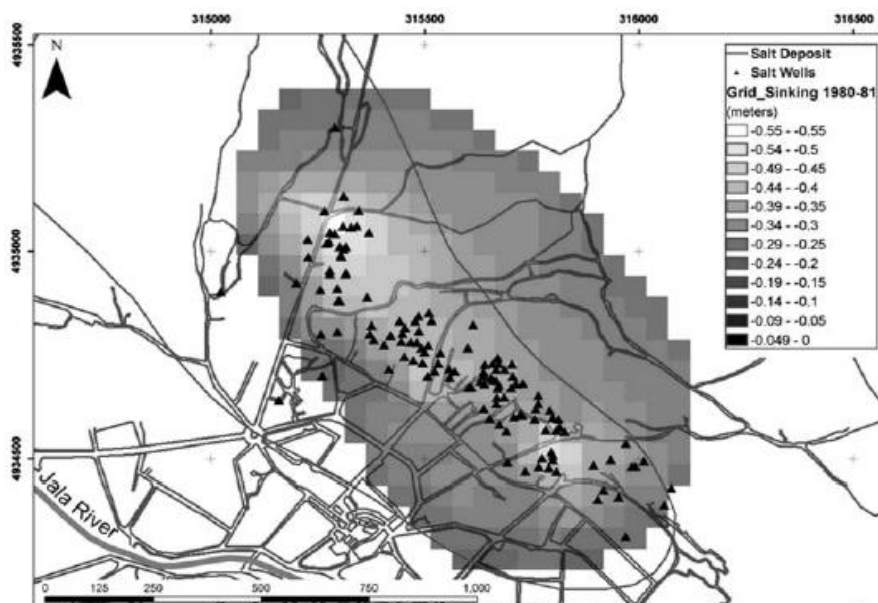 315000 315500 316000 316500
4935500
N
Salt Deposit
Salt Wells
Grid_Sinking 1980-81
(meters)
-0.55 - -0.55
-0.54 - -0.5
-0.49 - -0.45
-0.44 - -0.4
-0.39 - -0.35
-0.34 - -0.3
-0.29 - -0.25
-0.24 - -0.2
-0.19 - -0.15
-0.14 - -0.1
-0.09 - -0.05
-0.049 - 0
4935000
4934500
Jala River
0 125 250 500 750 1,000